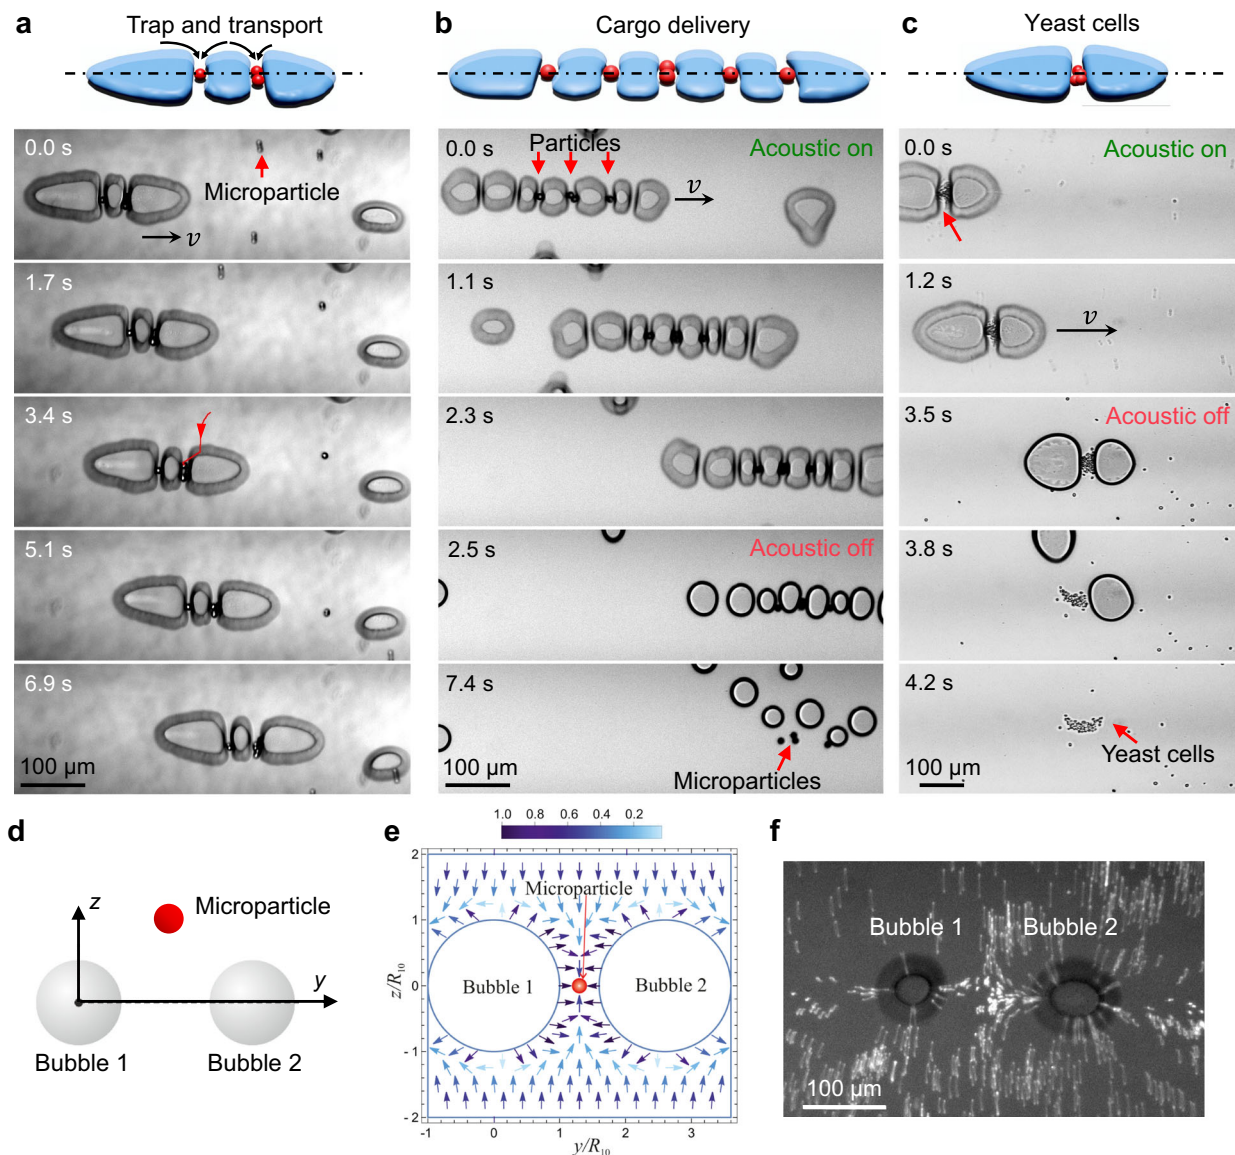 a
Trap and transport
0.0 s
Microparticle
v
1.7 s
3.4 s
5.1 s
6.9 s
100 µm
b
Cargo delivery
0.0 s
Particles
Acoustic on
v
1.1 s
2.3 s
2.5 s
Acoustic off
7.4 s
Microparticles
100 µm
c
Yeast cells
0.0 s
Acoustic on
1.2 s
v
3.5 s
Acoustic off
3.8 s
4.2 s
Yeast cells
100 µm
d
z
Microparticle
y
Bubble 1
Bubble 2
e
1.0 0.8 0.6 0.4 0.2
Microparticle
Bubble 1
Bubble 2
2
1
0
-1
-2
z/R10
-1 0 1 2 3
y/R10
f
Bubble 1
Bubble 2
100 µm